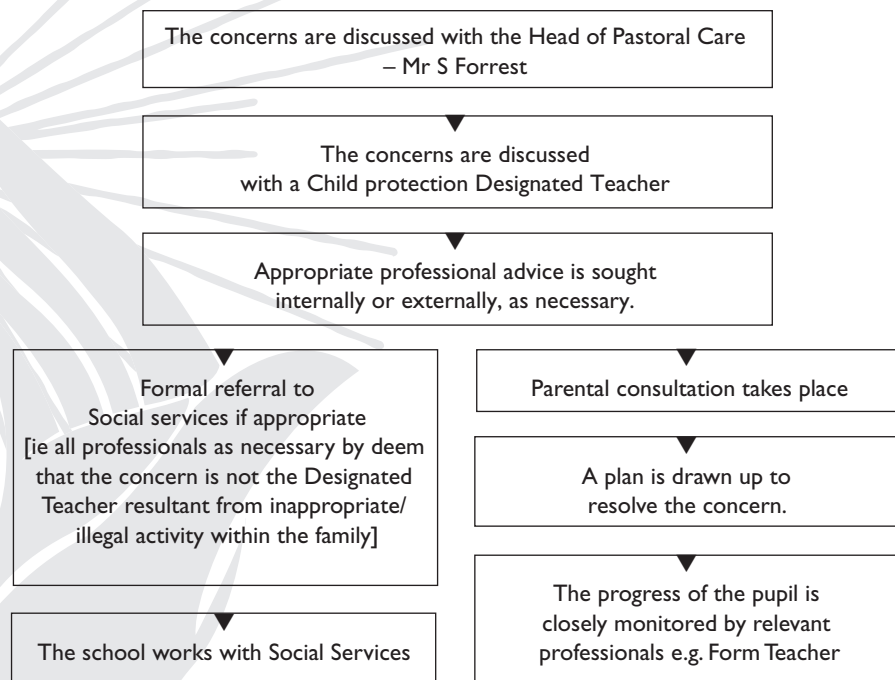 The concerns are discussed with the Head of Pastoral Care
– Mr S Forrest
The concerns are discussed
with a Child protection Designated Teacher
Appropriate professional advice is sought
internally or externally, as necessary.
Formal referral to
Social services if appropriate
[ie all professionals as necessary by deem
that the concern is not the Designated
Teacher resultant from inappropriate/
illegal activity within the family]
The school works with Social Services
Parental consultation takes place
A plan is drawn up to
resolve the concern.
The progress of the pupil is
closely monitored by relevant
professionals e.g. Form Teacher